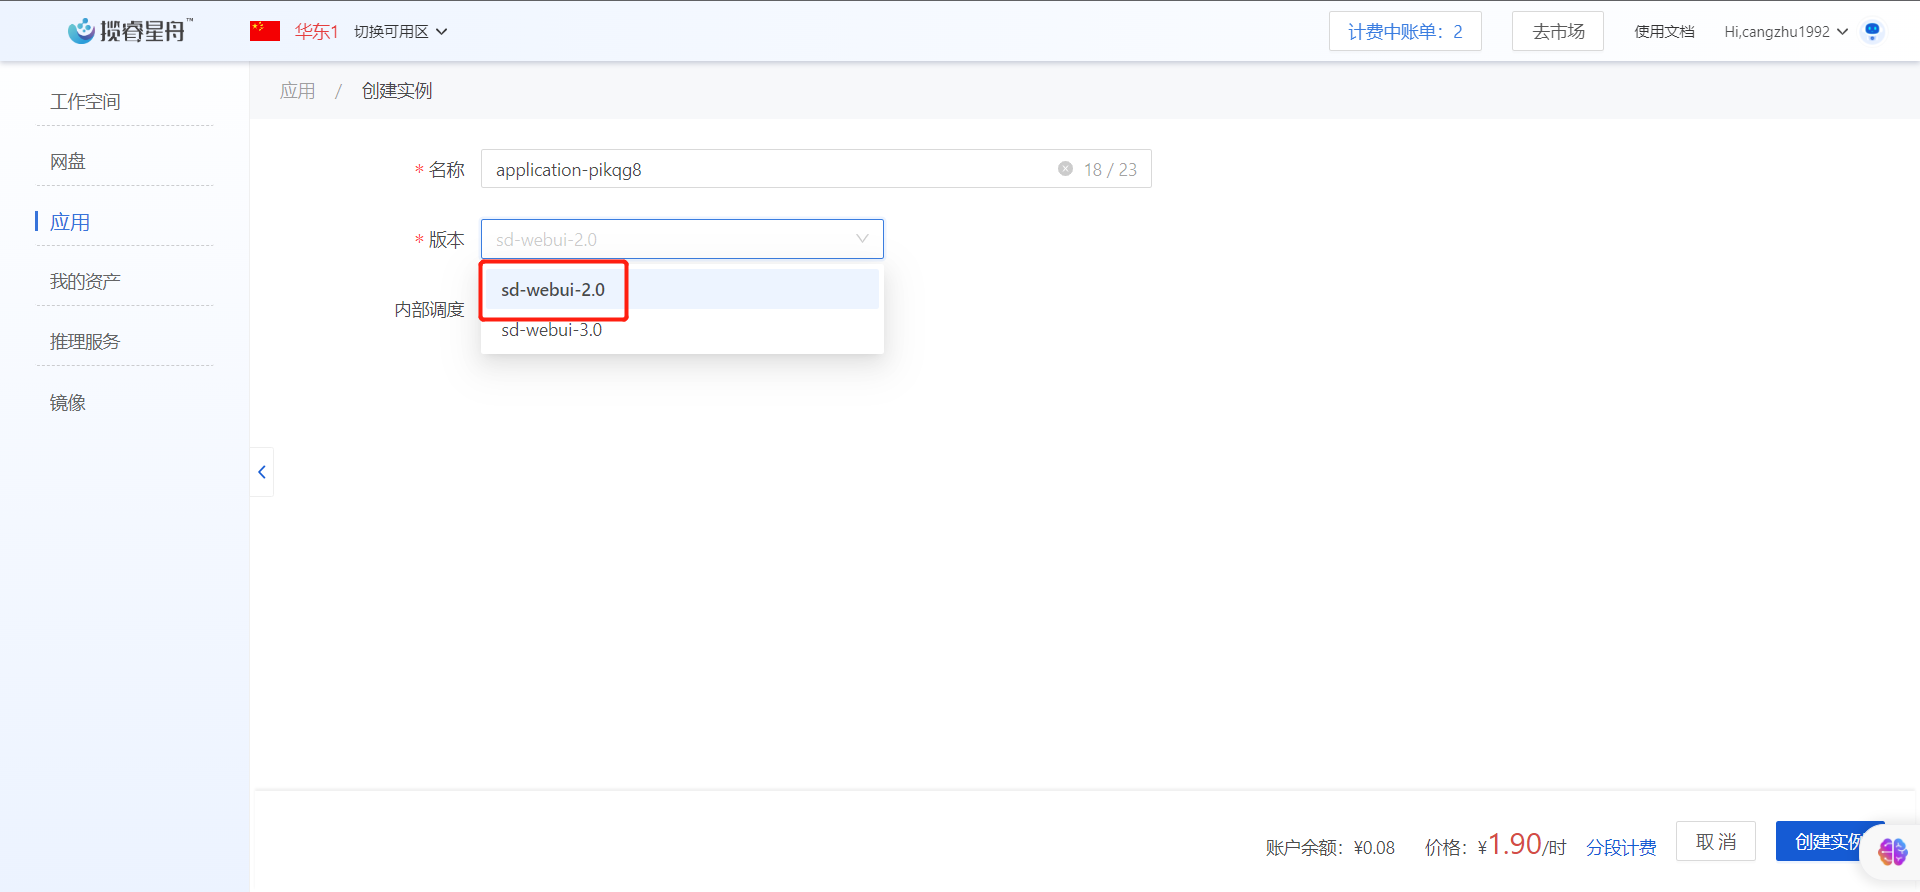 揽睿星舟™
华东1 切换可用区
计费中账单：2
去市场
使用文档
Hi,cangzhu1992
工作空间
网盘
应用
我的资产
推理服务
镜像
应用 / 创建实例
* 名称
application-pikqg8
18 / 23
* 版本
sd-webui-2.0
sd-webui-2.0
内部调度
sd-webui-3.0
账户余额：¥0.08
价格：¥1.90/时
分段计费
取 消
创建实例